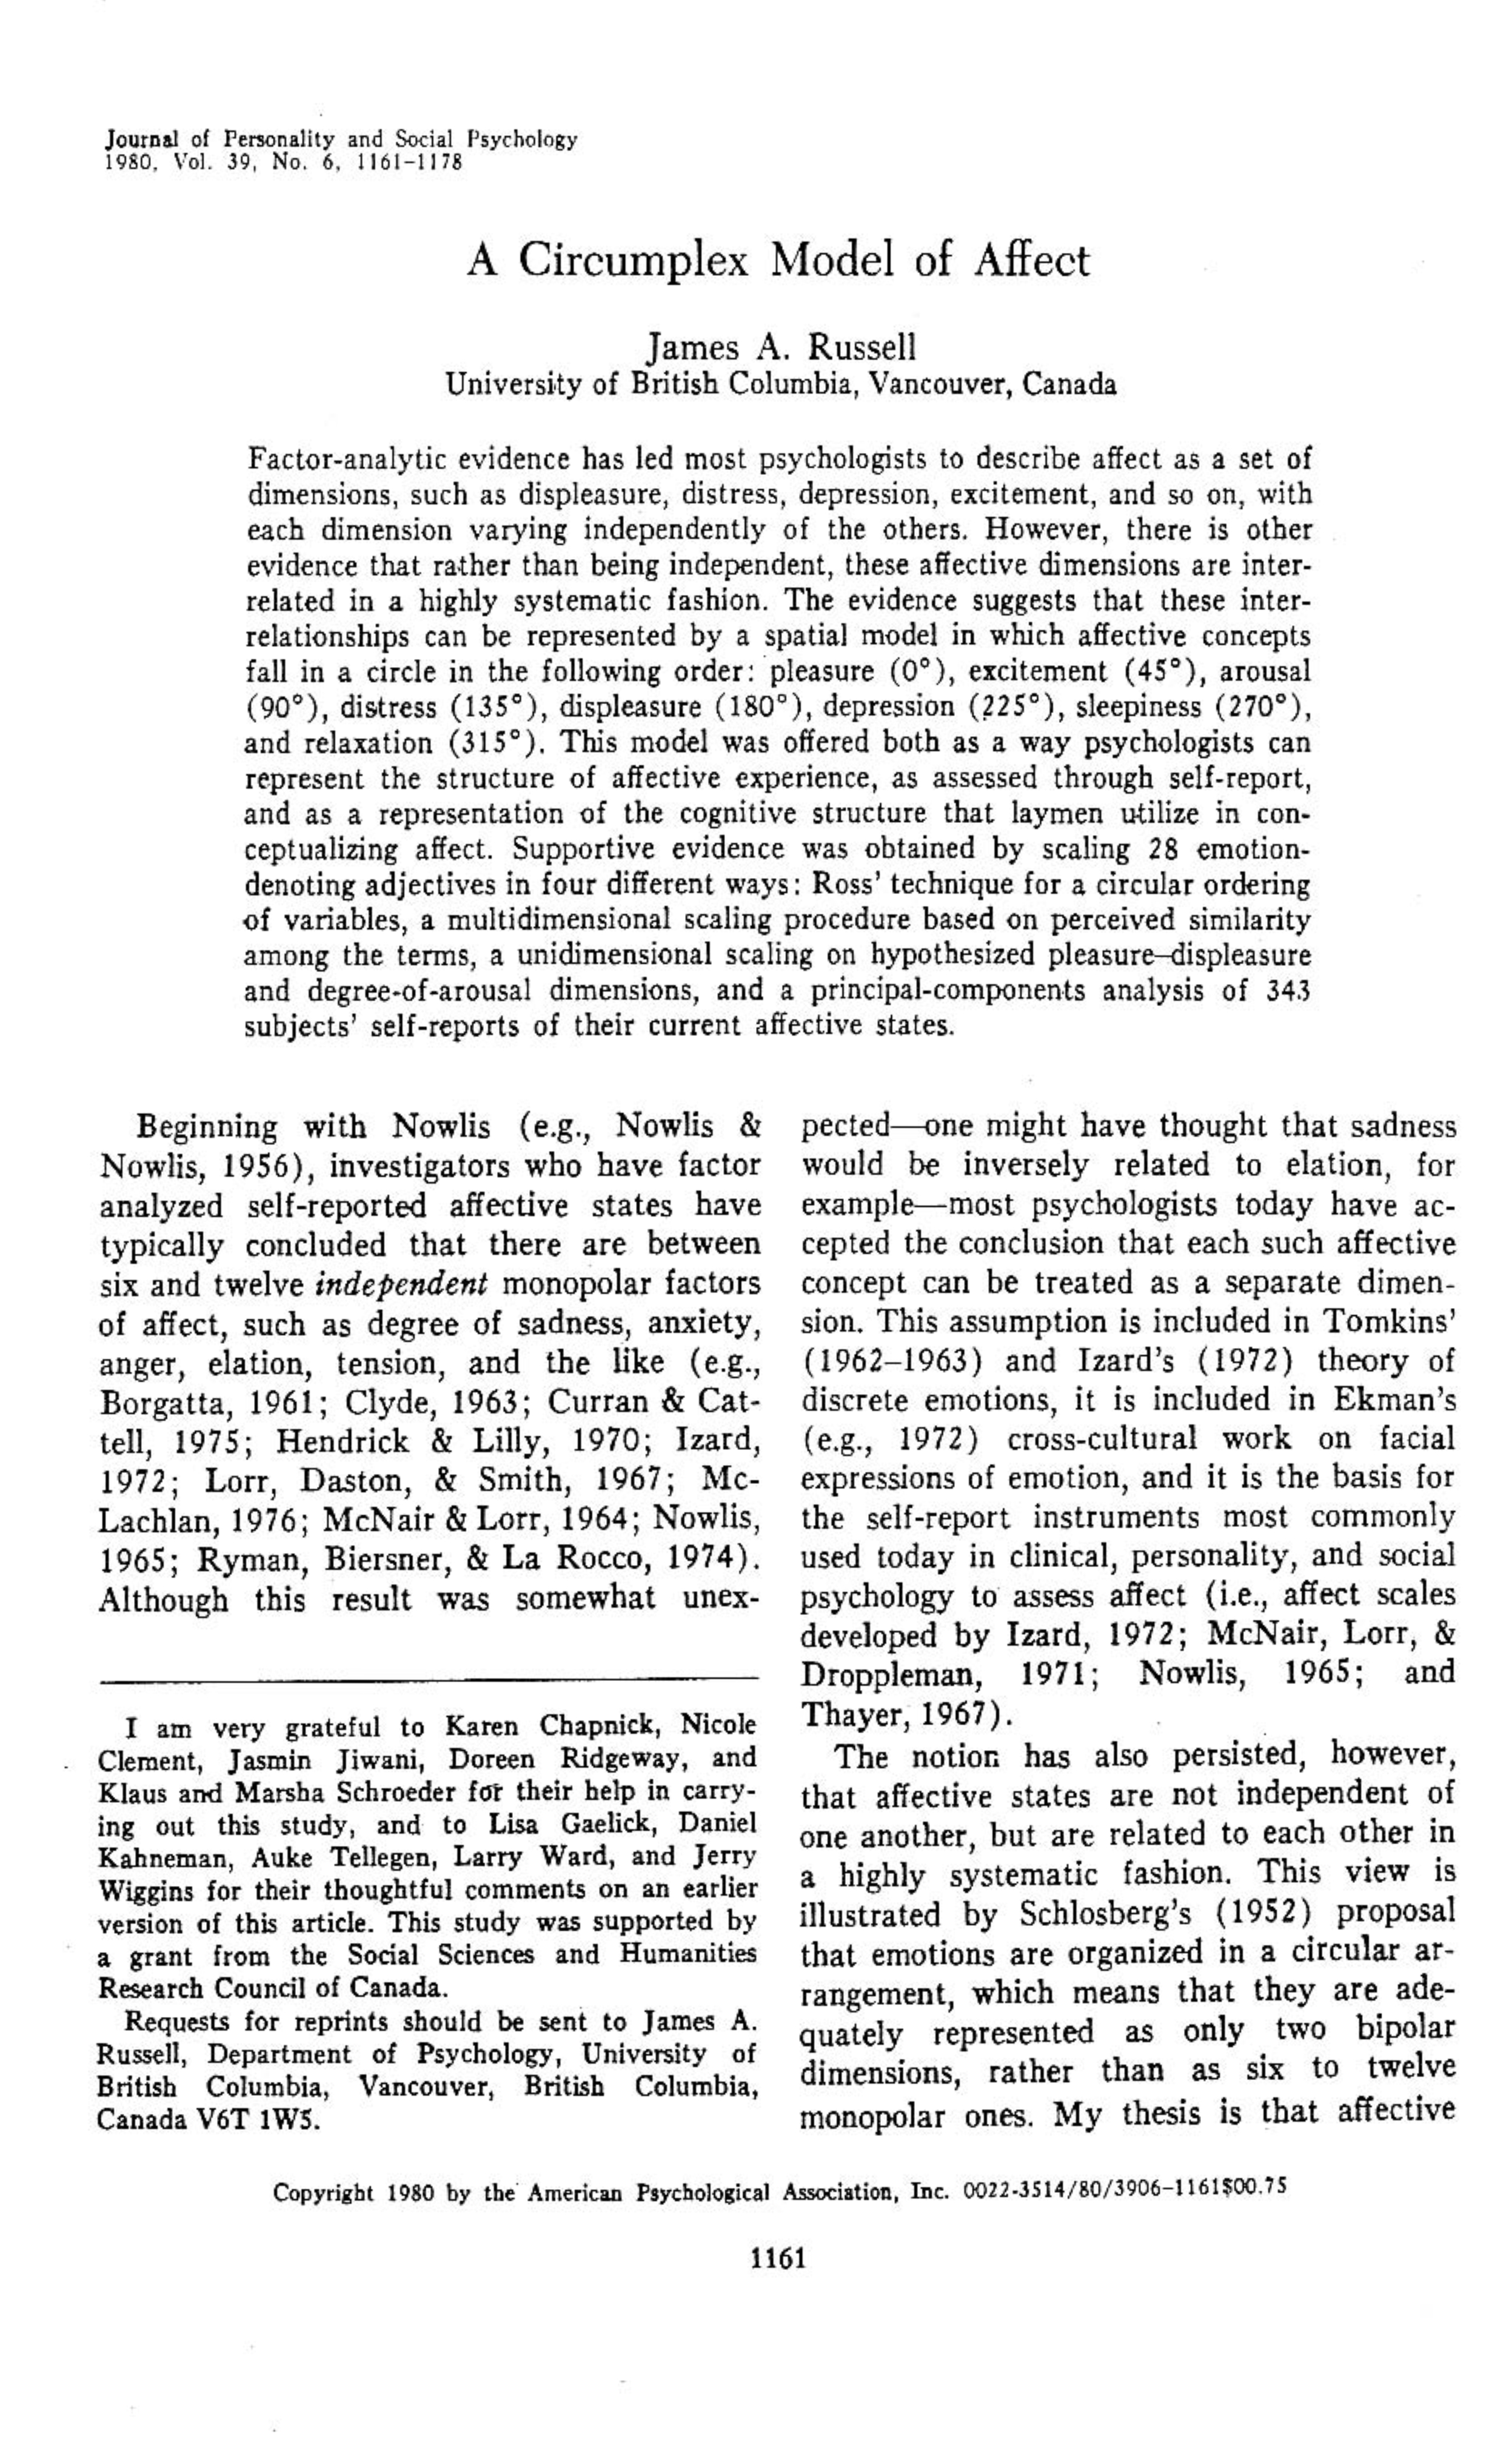 Journal of Personality and Social Psychology
1980, Vol. 39, No. 6, 1161-1178
A Circumplex Model of Affect
James A. Russell
University of British Columbia, Vancouver, Canada
Factor-analytic evidence has led most psychologists to describe affect as a set of
dimensions, such as displeasure, distress, depression, excitement, and so on, with
each dimension varying independently of the others. However, there is other
evidence that rather than being independent, these affective dimensions are inter-
related in a highly systematic fashion. The evidence suggests that these inter-
relationships can be represented by a spatial model in which affective concepts
fall in a circle in the following order: pleasure (0°), excitement (45°), arousal
(90°), distress (135°), displeasure (180°), depression (225°), sleepiness (270°),
and relaxation (315°). This model was offered both as a way psychologists can
represent the structure of affective experience, as assessed through self-report,
and as a representation of the cognitive structure that laymen utilize in con-
ceptualizing affect. Supportive evidence was obtained by scaling 28 emotion-
denoting adjectives in four different ways: Ross' technique for a circular ordering
of variables, a multidimensional scaling procedure based on perceived similarity
among the terms, a unidimensional scaling on hypothesized pleasure–displeasure
and degree-of-arousal dimensions, and a principal-components analysis of 343
subjects' self-reports of their current affective states.
Beginning with Nowlis (e.g., Nowlis &
Nowlis, 1956), investigators who have factor
analyzed self-reported affective states have
typically concluded that there are between
six and twelve independent monopolar factors
of affect, such as degree of sadness, anxiety,
anger, elation, tension, and the like (e.g.,
Borgatta, 1961; Clyde, 1963; Curran & Cat-
tell, 1975; Hendrick & Lilly, 1970; Izard,
1972; Lorr, Daston, & Smith, 1967; Mc-
Lachlan, 1976; McNair & Lorr, 1964; Nowlis,
1965; Ryman, Biersner, & La Rocco, 1974).
Although this result was somewhat unex-
I am very grateful to Karen Chapnick, Nicole
Clement, Jasmin Jiwani, Doreen Ridgeway, and
Klaus and Marsha Schroeder for their help in carry-
ing out this study, and to Lisa Gaelick, Daniel
Kahneman, Auke Tellegen, Larry Ward, and Jerry
Wiggins for their thoughtful comments on an earlier
version of this article. This study was supported by
a grant from the Social Sciences and Humanities
Research Council of Canada.
Requests for reprints should be sent to James A.
Russell, Department of Psychology, University of
British Columbia, Vancouver, British Columbia,
Canada V6T 1W5.
pected—one might have thought that sadness
would be inversely related to elation, for
example—most psychologists today have ac-
cepted the conclusion that each such affective
concept can be treated as a separate dimen-
sion. This assumption is included in Tomkins'
(1962–1963) and Izard's (1972) theory of
discrete emotions, it is included in Ekman's
(e.g., 1972) cross-cultural work on facial
expressions of emotion, and it is the basis for
the self-report instruments most commonly
used today in clinical, personality, and social
psychology to assess affect (i.e., affect scales
developed by Izard, 1972; McNair, Lorr, &
Droppleman, 1971; Nowlis, 1965; and
Thayer, 1967).
The notion has also persisted, however,
that affective states are not independent of
one another, but are related to each other in
a highly systematic fashion. This view is
illustrated by Schlosberg's (1952) proposal
that emotions are organized in a circular ar-
rangement, which means that they are ade-
quately represented as only two bipolar
dimensions, rather than as six to twelve
monopolar ones. My thesis is that affective
Copyright 1980 by the American Psychological Association, Inc. 0022-3514/80/3906-1161$00.75
1161